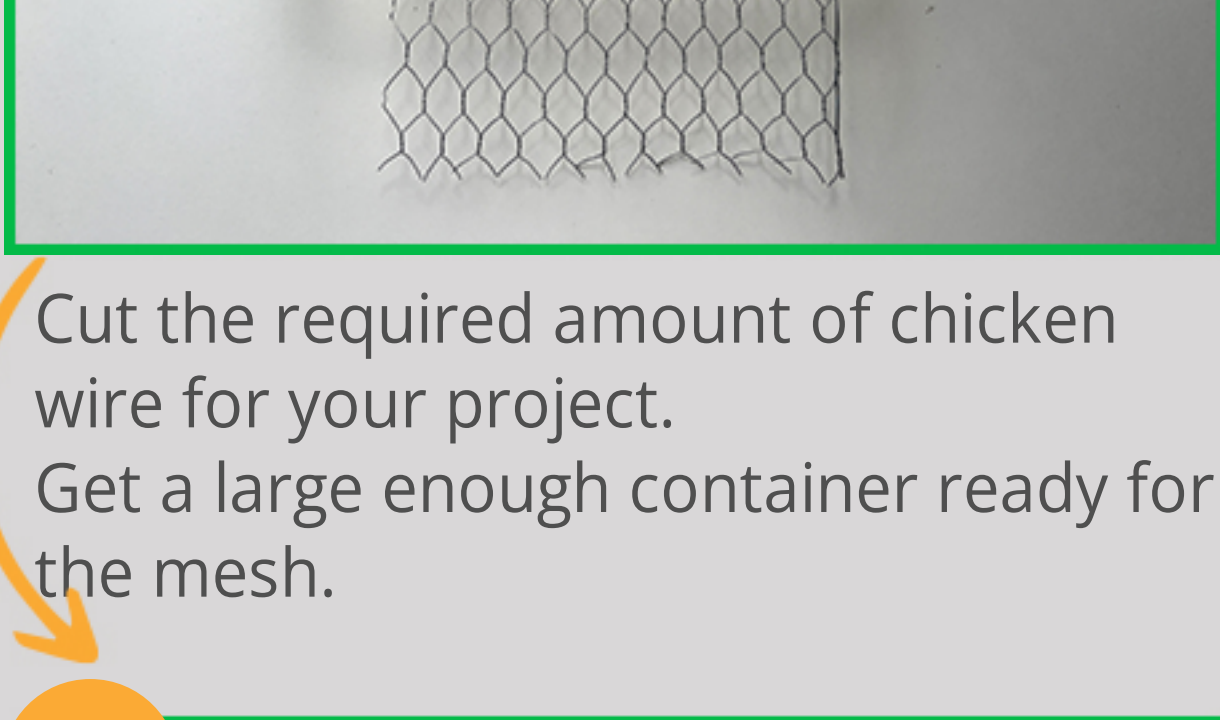 Cut the required amount of chicken
wire for your project.
Get a large enough container ready for
the mesh.